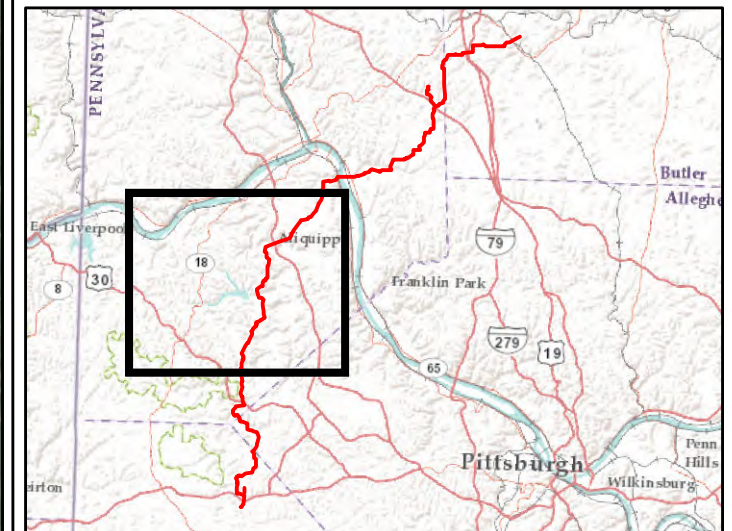 PENNSYLVA
Butler
Alleghe
East Liverpoo
Aliquipp
79
18
8
30
Franklin Park
279
19
65
Pittsburgh
Penn
Hills
eirton
Wilkinsburg